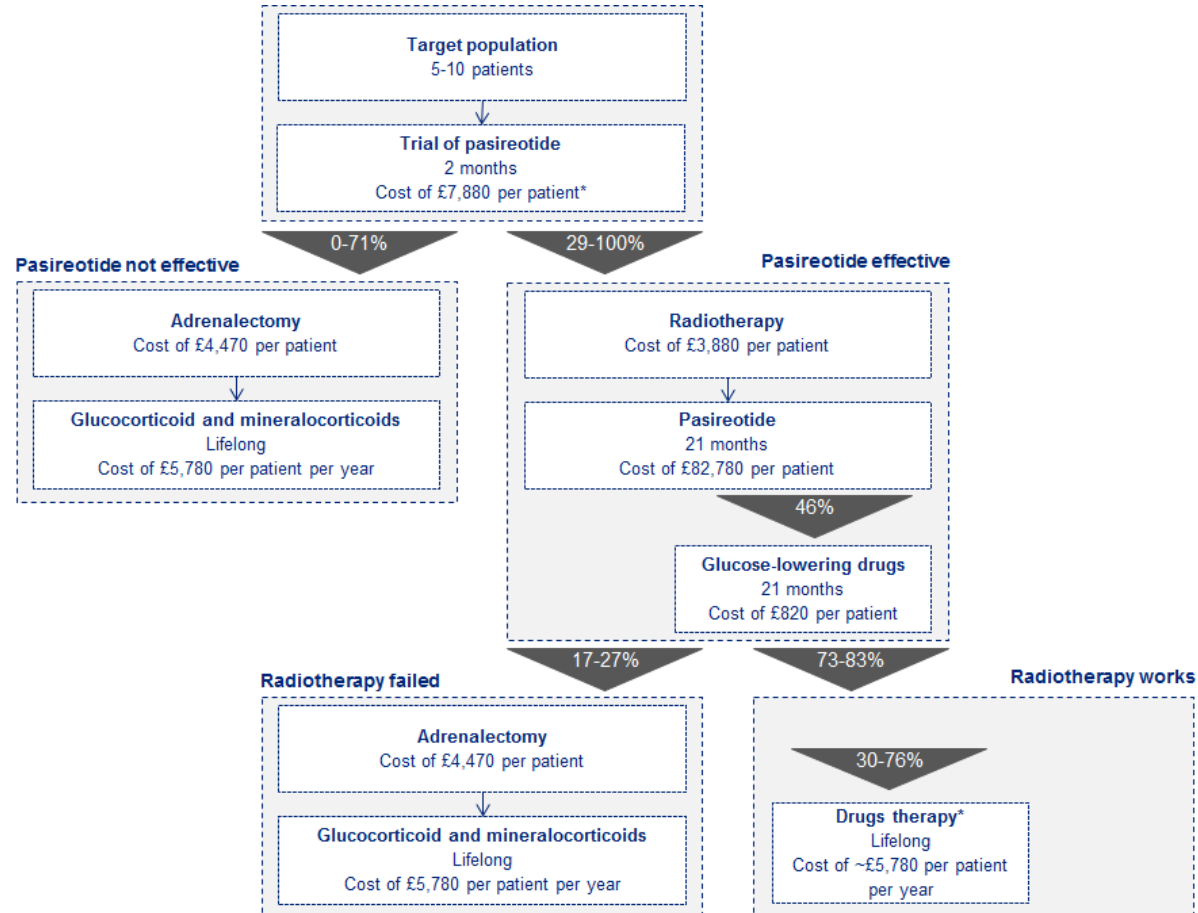 Target population
5-10 patients
Trial of pasireotide
2 months
Cost of £7,880 per patient*
0-71%
29-100%
Pasireotide not effective
Pasireotide effective
Adrenalectomy
Cost of £4,470 per patient
Glucocorticoid and mineralocorticoids
Lifelong
Cost of £5,780 per patient per year
Radiotherapy
Cost of £3,880 per patient
Pasireotide
21 months
Cost of £82,780 per patient
46%
Glucose-lowering drugs
21 months
Cost of £820 per patient
17-27%
73-83%
Radiotherapy failed
Radiotherapy works
Adrenalectomy
Cost of £4,470 per patient
Glucocorticoid and mineralocorticoids
Lifelong
Cost of £5,780 per patient per year
30-76%
Drugs therapy*
Lifelong
Cost of ~£5,780 per patient
per year